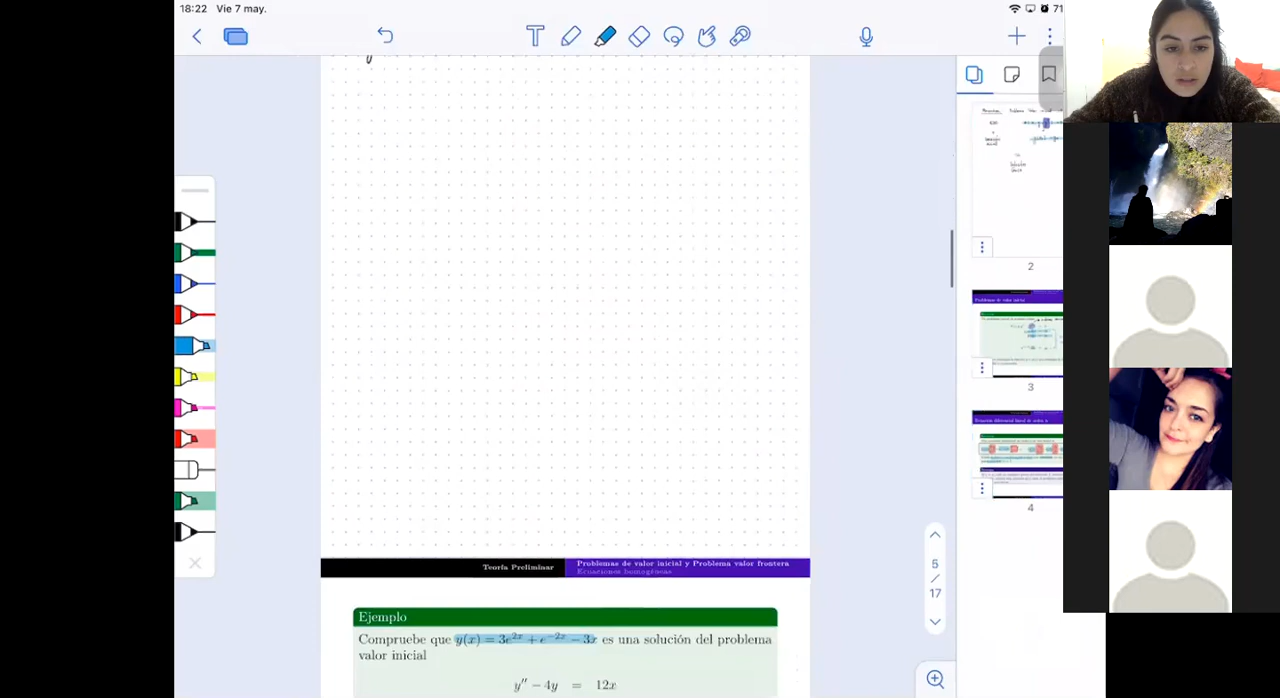 18:22 Vie 7 may.
71
y
2
3
4
5
/
17
Teoría Preliminar
Problemas de valor inicial y Problema valor frontera
Ecuaciones homogéneas
Ejemplo
Compruebe que y(x) = 3e^{2x} + e^{-2x} − 3x es una solución del problema
valor inicial
y″ − 4y = 12x